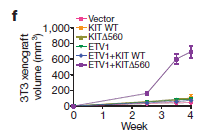 f
3T3 xenograft
volume (mm³)
1,000
800
600
400
200
0
Vector
KIT WT
KITΔ560
ETV1
ETV1+KIT WT
ETV1+KITΔ560
0 1 2 3 4
Week